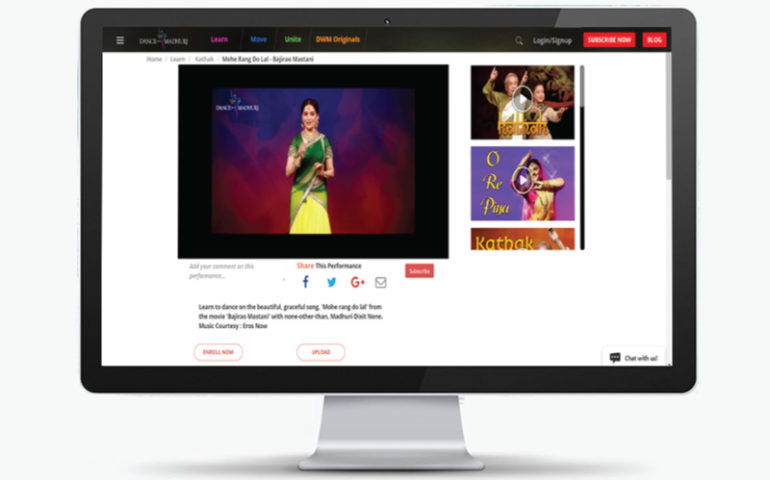 DANCE WITH MADHURI
Learn
Move
Unite
DWM Originals
Login/Signup
SUBSCRIBE NOW
BLOG
Home / Learn / Kathak / Mohe Rang Do Lal - Bajirao Mastani
DANCE WITH MADHURI
Kathak
O
Re
Piya
Kathak
Add your comment on this
performance...
Share This Performance
Subscribe
Learn to dance on the beautiful, graceful song, 'Mohe rang do lal' from
the movie 'Bajirao Mastani' with none-other-than, Madhuri Dixit Nene.
Music Courtesy : Eros Now
ENROLL NOW
UPLOAD
Chat with us!